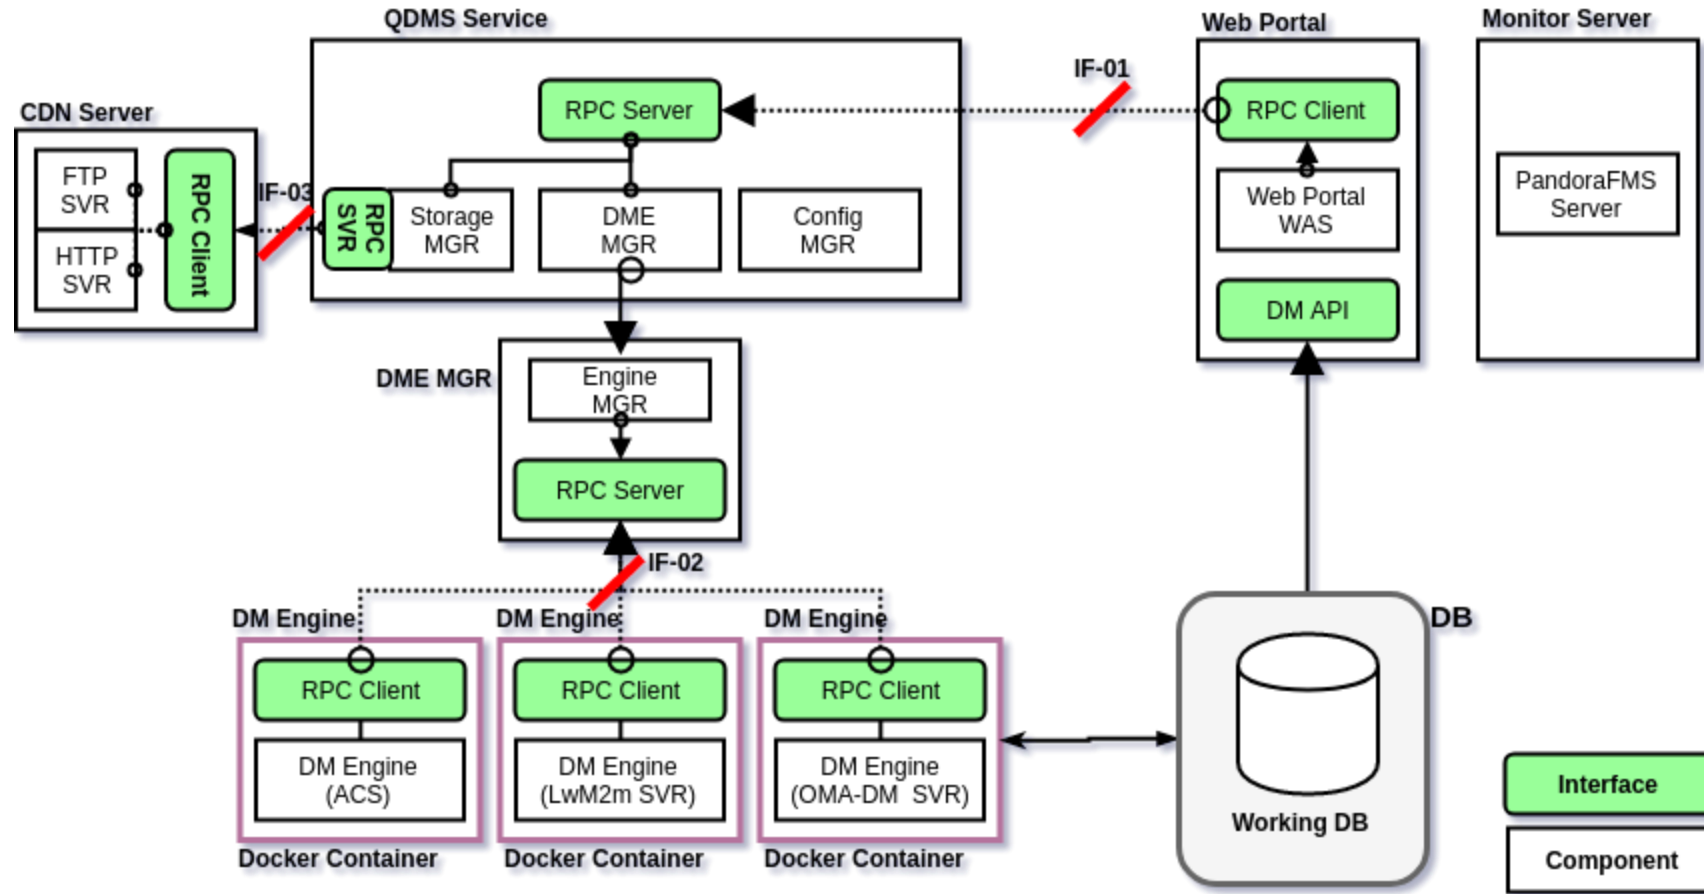 QDMS Service
Web Portal
Monitor Server
IF-01
CDN Server
RPC Server
RPC Client
FTP
SVR
HTTP
SVR
RPC Client
IF-03
RPC
SVR
Storage
MGR
DME
MGR
Config
MGR
Web Portal
WAS
PandoraFMS
Server
DM API
DME MGR
Engine
MGR
RPC Server
IF-02
DM Engine
DM Engine
DM Engine
RPC Client
RPC Client
RPC Client
DM Engine
(ACS)
DM Engine
(LwM2m SVR)
DM Engine
(OMA-DM SVR)
Docker Container
Docker Container
Docker Container
DB
Working DB
Interface
Component